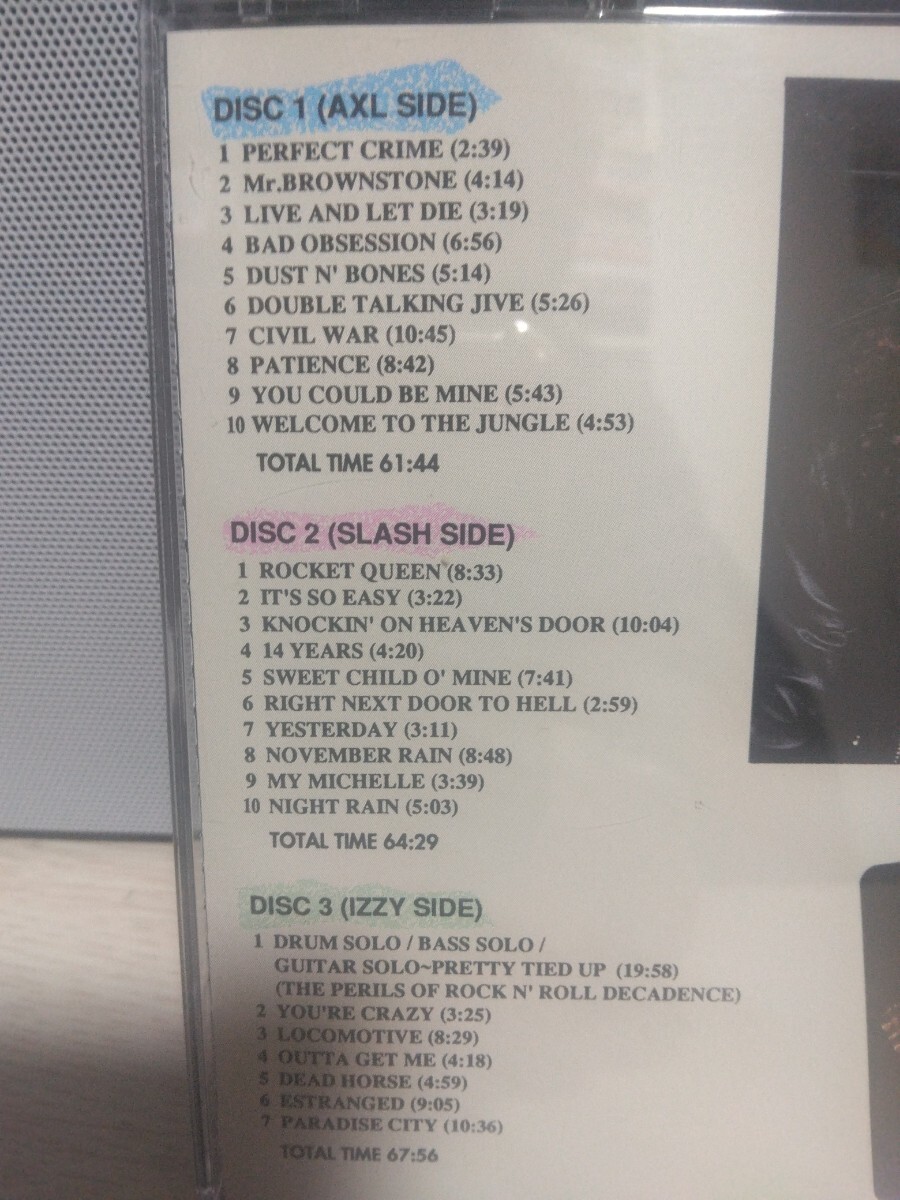 DISC 1 (AXL SIDE)
1 PERFECT CRIME (2:39)
2 Mr.BROWNSTONE (4:14)
3 LIVE AND LET DIE (3:19)
4 BAD OBSESSION (6:56)
5 DUST N' BONES (5:14)
6 DOUBLE TALKING JIVE (5:26)
7 CIVIL WAR (10:45)
8 PATIENCE (8:42)
9 YOU COULD BE MINE (5:43)
10 WELCOME TO THE JUNGLE (4:53)
TOTAL TIME 61:44
DISC 2 (SLASH SIDE)
1 ROCKET QUEEN (8:33)
2 IT'S SO EASY (3:22)
3 KNOCKIN' ON HEAVEN'S DOOR (10:04)
4 14 YEARS (4:20)
5 SWEET CHILD O' MINE (7:41)
6 RIGHT NEXT DOOR TO HELL (2:59)
7 YESTERDAY (3:11)
8 NOVEMBER RAIN (8:48)
9 MY MICHELLE (3:39)
10 NIGHT RAIN (5:03)
TOTAL TIME 64:29
DISC 3 (IZZY SIDE)
1 DRUM SOLO / BASS SOLO /
GUITAR SOLO~PRETTY TIED UP (19:58)
(THE PERILS OF ROCK N' ROLL DECADENCE)
2 YOU'RE CRAZY (3:25)
3 LOCOMOTIVE (8:29)
4 OUTTA GET ME (4:18)
5 DEAD HORSE (4:59)
6 ESTRANGED (9:05)
7 PARADISE CITY (10:36)
TOTAL TIME 67:56